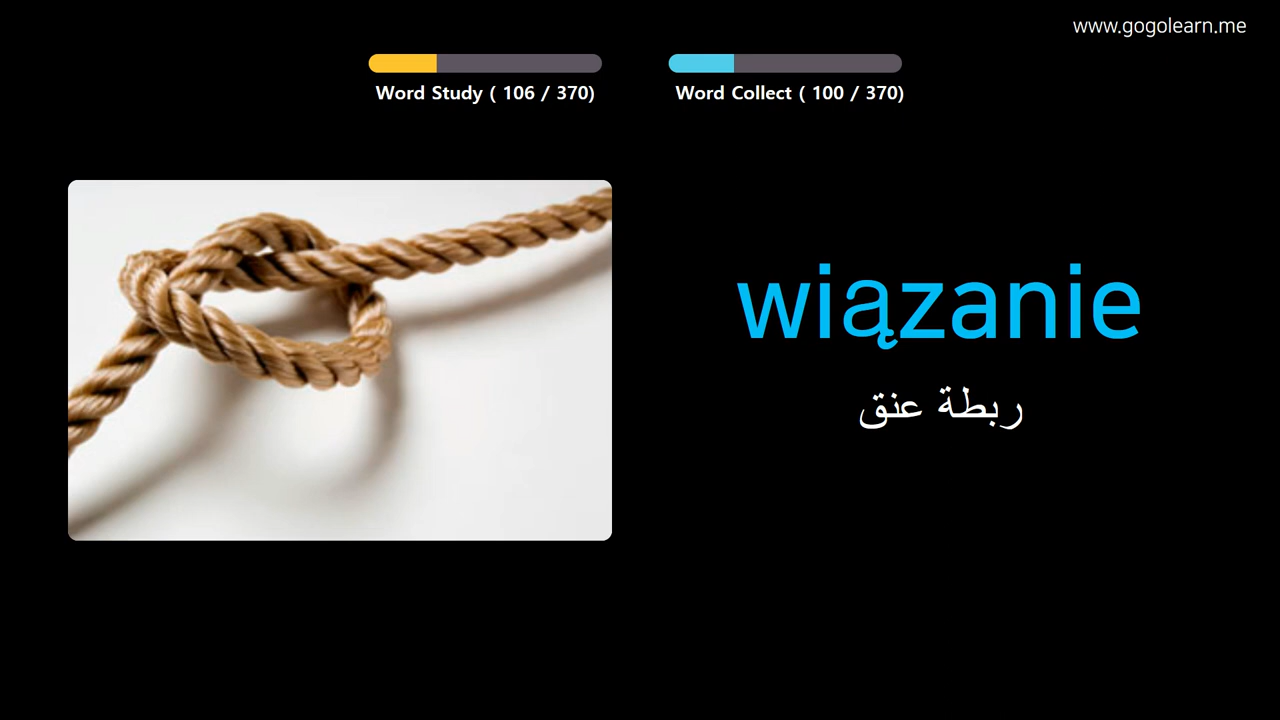 www.gogolearn.me
Word Study ( 106 / 370)
Word Collect ( 100 / 370)
wiązanie
ربطة عنق